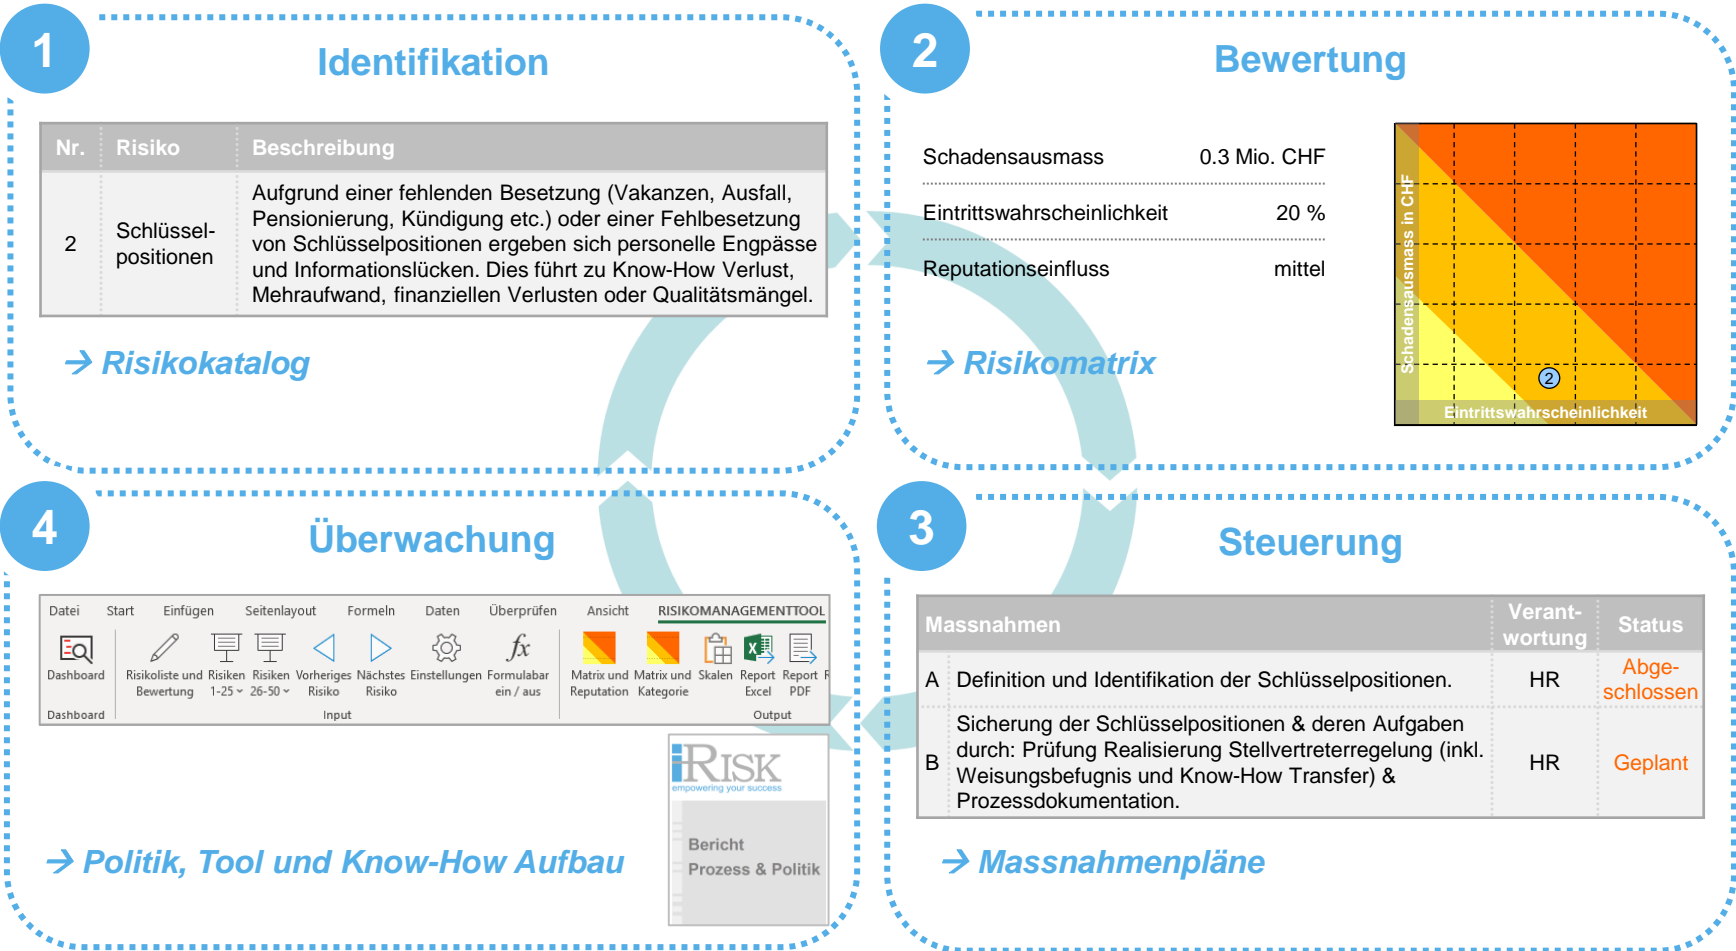 1
Identifikation
Nr. Risiko Beschreibung
2
Schlüssel-
positionen
Aufgrund einer fehlenden Besetzung (Vakanzen, Ausfall,
Pensionierung, Kündigung etc.) oder einer Fehlbesetzung
von Schlüsselpositionen ergeben sich personelle Engpässe
und Informationslücken. Dies führt zu Know-How Verlust,
Mehraufwand, finanziellen Verlusten oder Qualitätsmängel.
→ Risikokatalog
2
Bewertung
Schadensausmass 0.3 Mio. CHF
Eintrittswahrscheinlichkeit 20 %
Reputationseinfluss mittel
→ Risikomatrix
Schadensausmass in CHF
2
Eintrittswahrscheinlichkeit
3
Steuerung
Massnahmen
Verant-
wortung
Status
A Definition und Identifikation der Schlüsselpositionen.
HR
Abge-
schlossen
B
Sicherung der Schlüsselpositionen & deren Aufgaben
durch: Prüfung Realisierung Stellvertreterregelung (inkl.
Weisungsbefugnis und Know-How Transfer) &
Prozessdokumentation.
HR
Geplant
→ Massnahmenpläne
4
Überwachung
Datei Start Einfügen Seitenlayout Formeln Daten Überprüfen Ansicht RISIKOMANAGEMENTTOOL
Dashboard
Risikoliste und
Bewertung
Risiken
1-25
Risiken
26-50
Vorheriges
Risiko
Nächstes
Risiko
Einstellungen
fx
Formulabar
ein / aus
Matrix und
Reputation
Matrix und
Kategorie
Skalen
Report
Excel
Report
PDF
Dashboard Input Output
iRISK
empowering your success
Bericht
Prozess & Politik
→ Politik, Tool und Know-How Aufbau